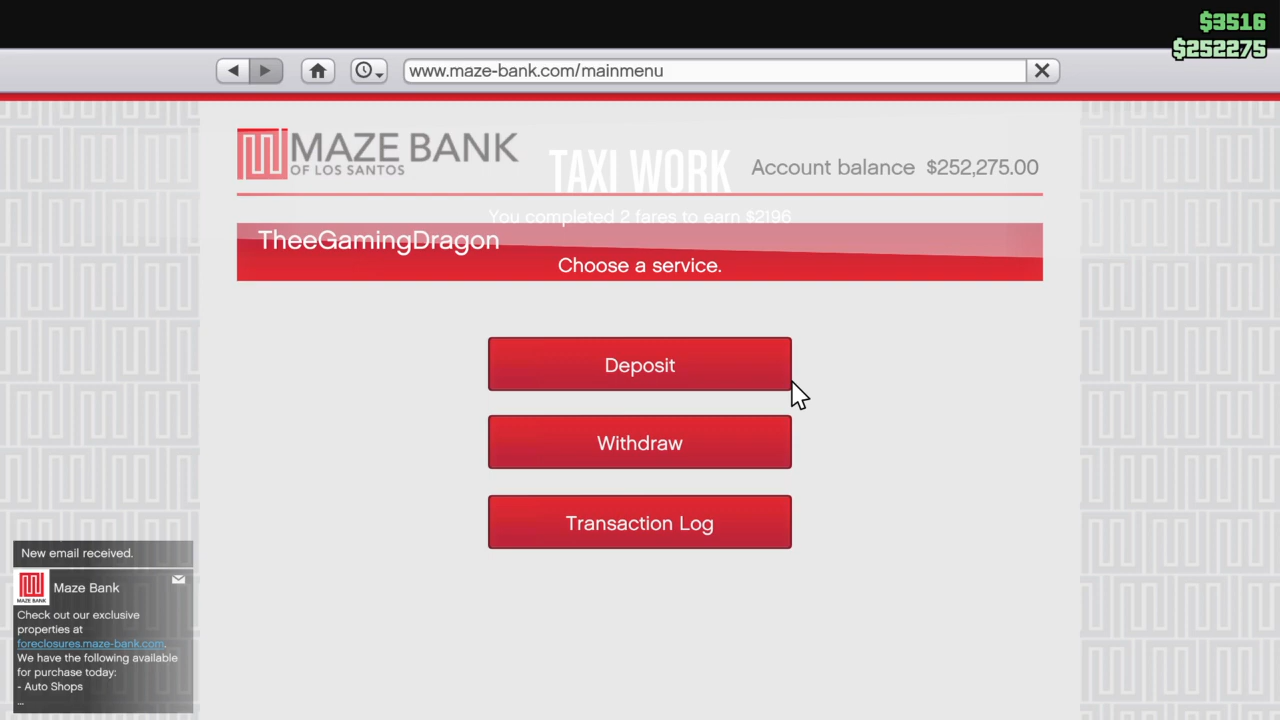 $3516
$252275
www.maze-bank.com/mainmenu
MAZE BANK
OF LOS SANTOS
TAXI WORK
Account balance $252,275.00
You completed 2 fares to earn $2196
TheeGamingDragon
Choose a service.
Deposit
Withdraw
Transaction Log
New email received.
MAZE BANK
Maze Bank
Check out our exclusive
properties at
foreclosures.maze-bank.com.
We have the following available
for purchase today:
- Auto Shops
...